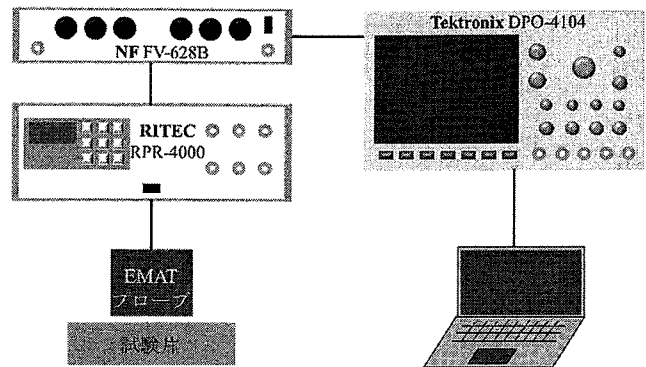 NF FV-628B
Tektronix DPO-4104
RITEC
RPR-4000
EMAT
プローブ
試験片